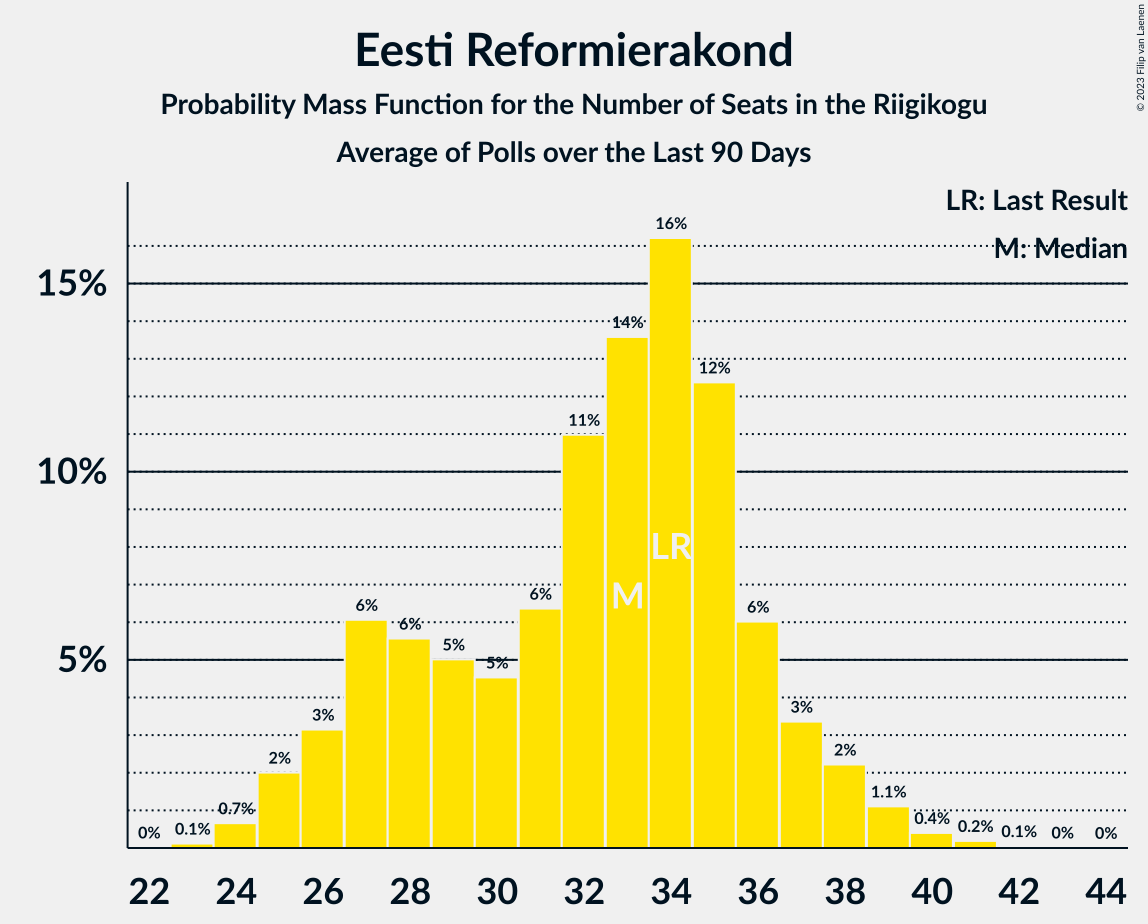 Eesti Reformierakond
Probability Mass Function for the Number of Seats in the Riigikogu
Average of Polls over the Last 90 Days
© 2023 Filip van Laenen
LR: Last Result
M: Median
15%
10%
5%
0%
0.1%
0.7%
2%
3%
6%
6%
5%
5%
6%
11%
14%
16%
12%
6%
3%
2%
1.1%
0.4%
0.2%
0.1%
0%
0%
LR
M
22 24 26 28 30 32 34 36 38 40 42 44